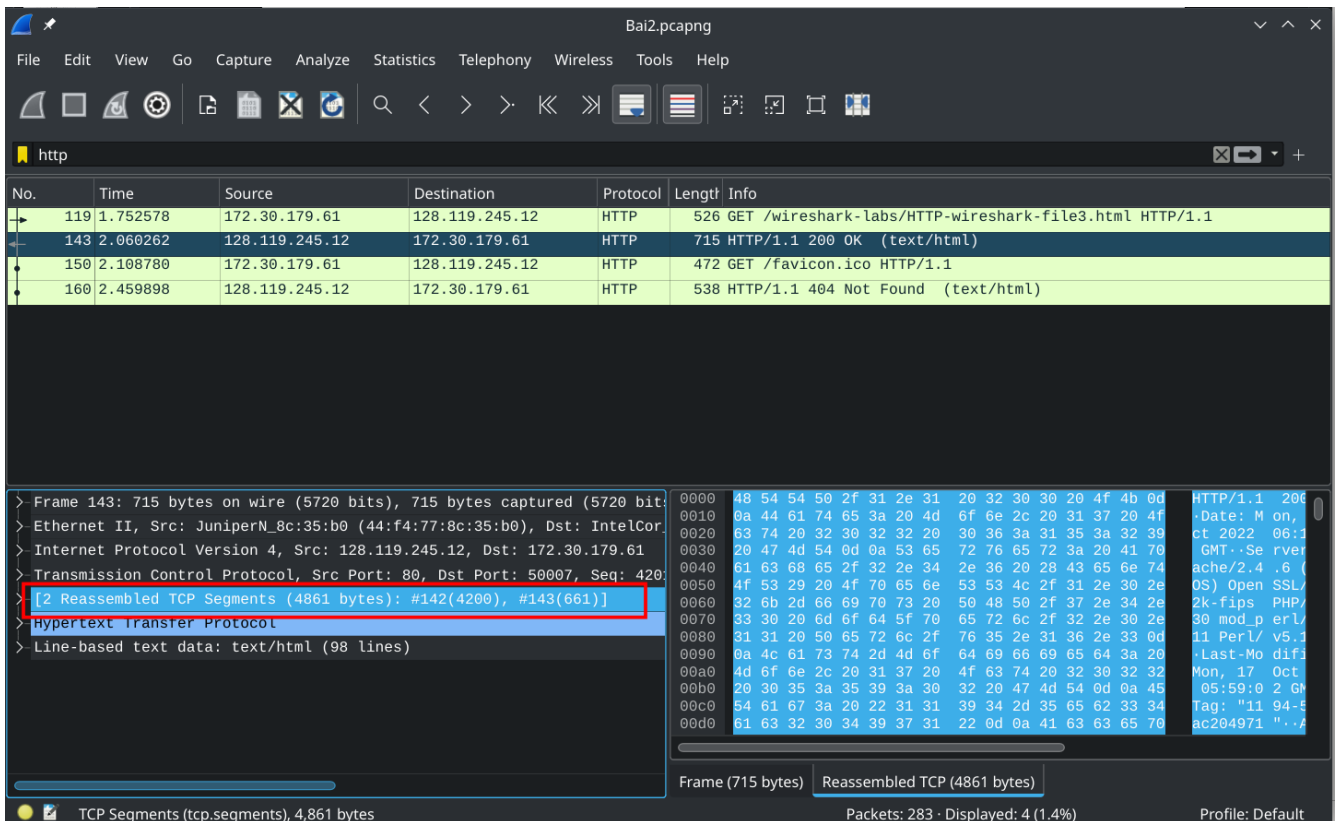 Bai2.pcapng
File Edit View Go Capture Analyze Statistics Telephony Wireless Tools Help
http
No. Time Source Destination Protocol Length Info
119 1.752578 172.30.179.61 128.119.245.12 HTTP 526 GET /wireshark-labs/HTTP-wireshark-file3.html HTTP/1.1
143 2.060262 128.119.245.12 172.30.179.61 HTTP 715 HTTP/1.1 200 OK (text/html)
150 2.108780 172.30.179.61 128.119.245.12 HTTP 472 GET /favicon.ico HTTP/1.1
160 2.459898 128.119.245.12 172.30.179.61 HTTP 538 HTTP/1.1 404 Not Found (text/html)
Frame 143: 715 bytes on wire (5720 bits), 715 bytes captured (5720 bit
Ethernet II, Src: JuniperN_8c:35:b0 (44:f4:77:8c:35:b0), Dst: IntelCor_
Internet Protocol Version 4, Src: 128.119.245.12, Dst: 172.30.179.61
Transmission Control Protocol, Src Port: 80, Dst Port: 50007, Seq: 420
[2 Reassembled TCP Segments (4861 bytes): #142(4200), #143(661)]
Hypertext Transfer Protocol
Line-based text data: text/html (98 lines)
0000 48 54 54 50 2f 31 2e 31 20 32 30 30 20 4f 4b 0d HTTP/1.1 200
0010 0a 44 61 74 65 3a 20 4d 6f 6e 2c 20 31 37 20 4f ·Date: M on,
0020 63 74 20 32 30 32 32 20 30 36 3a 31 35 3a 32 39 ct 2022 06:1
0030 20 47 4d 54 0d 0a 53 65 72 76 65 72 3a 20 41 70 GMT··Se rver
0040 61 63 68 65 2f 32 2e 34 2e 36 20 28 43 65 6e 74 ache/2.4 .6 (
0050 4f 53 29 20 4f 70 65 6e 53 53 4c 2f 31 2e 30 2e OS) Open SSL/
0060 32 6b 2d 66 69 70 73 20 50 48 50 2f 37 2e 34 2e 2k-fips PHP/
0070 33 30 20 6d 6f 64 5f 70 65 72 6c 2f 32 2e 30 2e 30 mod_p erl/
0080 31 31 20 50 65 72 6c 2f 76 35 2e 31 36 2e 33 0d 11 Perl/ v5.1
0090 0a 4c 61 73 74 2d 4d 6f 64 69 66 69 65 64 3a 20 ·Last-Mo difi
00a0 4d 6f 6e 2c 20 31 37 20 4f 63 74 20 32 30 32 32 Mon, 17 Oct
00b0 20 30 35 3a 35 39 3a 30 32 20 47 4d 54 0d 0a 45 05:59:0 2 GM
00c0 54 61 67 3a 20 22 31 31 39 34 2d 35 65 62 33 34 Tag: "11 94-5
00d0 61 63 32 30 34 39 37 31 22 0d 0a 41 63 63 65 70 ac204971 "··A
Frame (715 bytes) Reassembled TCP (4861 bytes)
TCP Segments (tcp.segments), 4,861 bytes Packets: 283 · Displayed: 4 (1.4%) Profile: Default